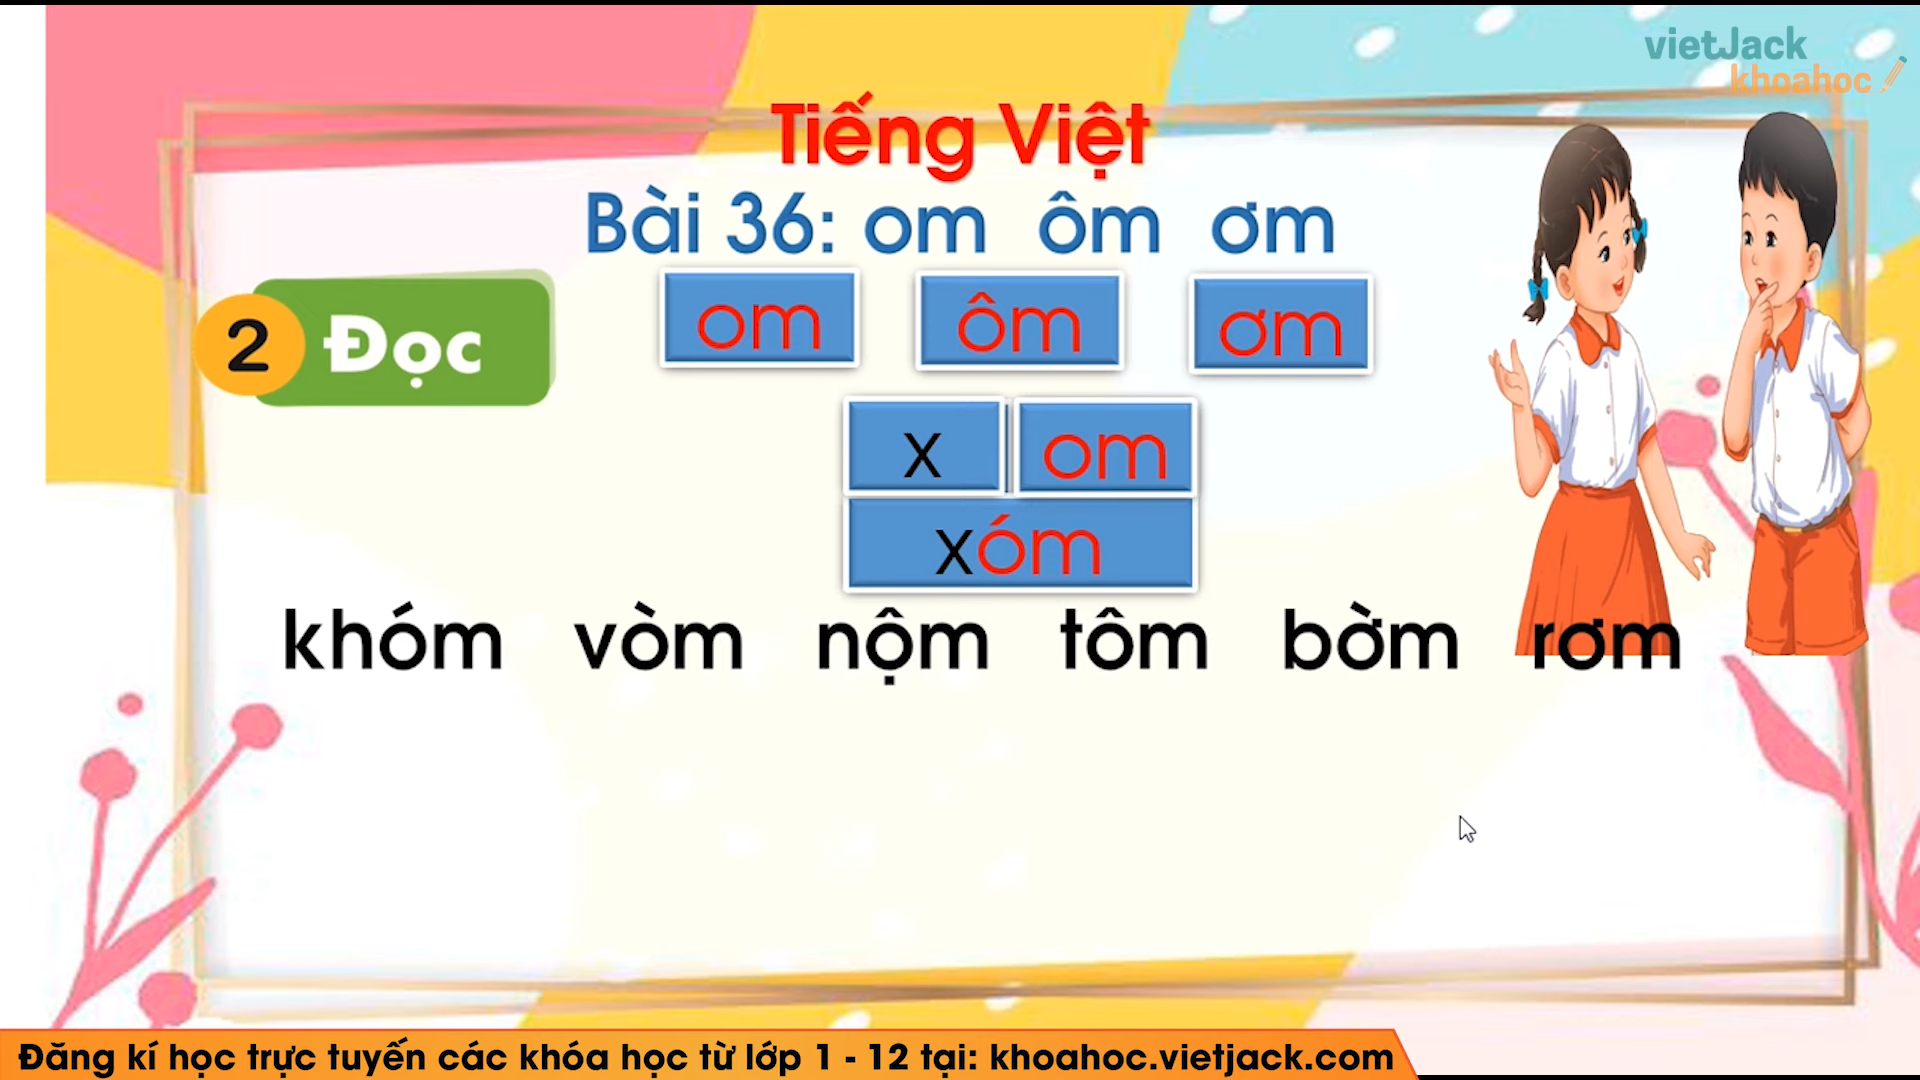 vietJack
khoahoc
Tiếng Việt
Bài 36: om ôm ơm
2 Đọc
om ôm ơm
x om
xóm
khóm vòm nộm tôm bờm rơm
Đăng kí học trực tuyến các khóa học từ lớp 1 - 12 tại: khoahoc.vietjack.com